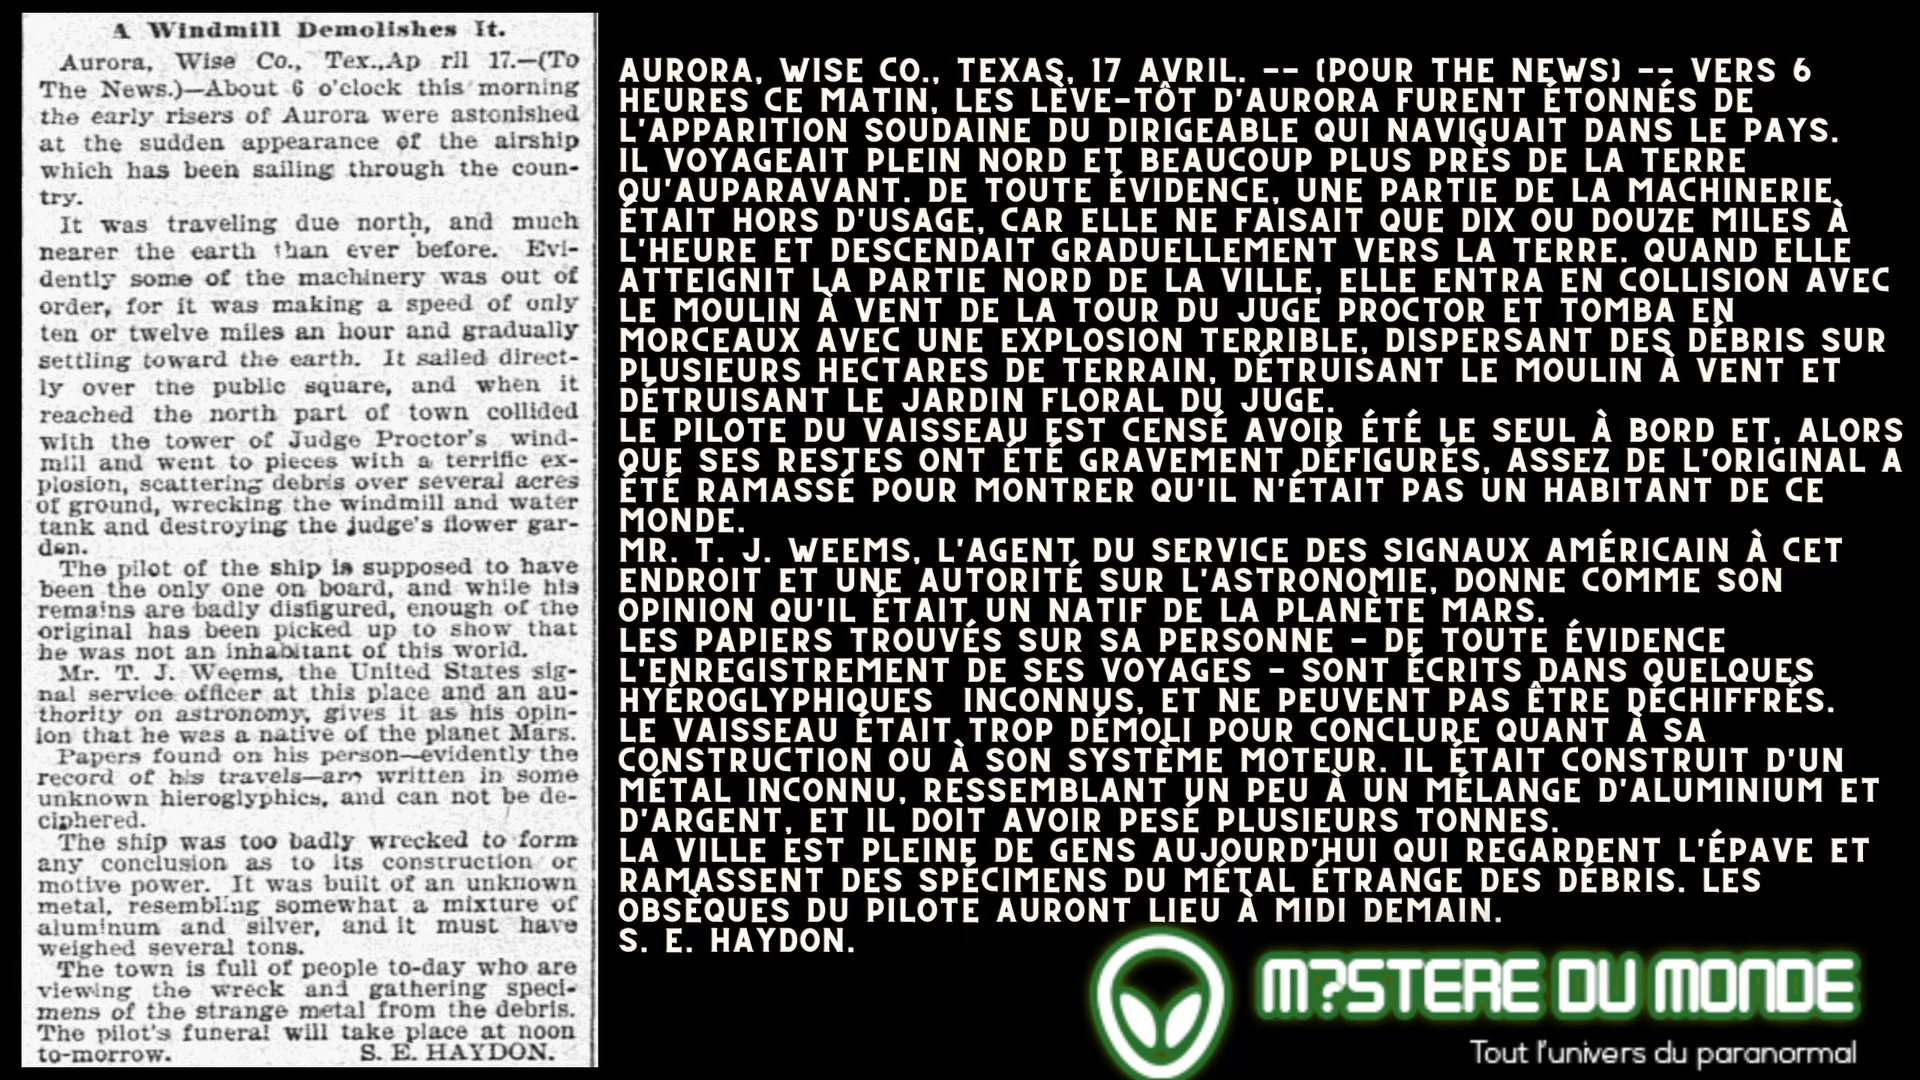 A Windmill Demolishes It.
Aurora, Wise Co., Tex.,Ap ril 17.—(To
The News.)—About 6 o'clock this morning
the early risers of Aurora were astonished
at the sudden appearance of the airship
which has been sailing through the coun-
try.
It was traveling due north, and much
nearer the earth than ever before. Evi-
dently some of the machinery was out of
order, for it was making a speed of only
ten or twelve miles an hour and gradually
settling toward the earth. It sailed direct-
ly over the public square, and when it
reached the north part of town collided
with the tower of Judge Proctor's wind-
mill and went to pieces with a terrific ex-
plosion, scattering debris over several acres
of ground, wrecking the windmill and water
tank and destroying the judge's flower gar-
den.
The pilot of the ship is supposed to have
been the only one on board, and while his
remains are badly disfigured, enough of the
original has been picked up to show that
he was not an inhabitant of this world.
Mr. T. J. Weems, the United States sig-
nal service officer at this place and an au-
thority on astronomy, gives it as his opin-
ion that he was a native of the planet Mars.
Papers found on his person—evidently the
record of his travels—are written in some
unknown hieroglyphics, and can not be de-
ciphered.
The ship was too badly wrecked to form
any conclusion as to its construction or
motive power. It was built of an unknown
metal, resembling somewhat a mixture of
aluminum and silver, and it must have
weighed several tons.
The town is full of people to-day who are
viewing the wreck and gathering speci-
mens of the strange metal from the debris.
The pilot's funeral will take place at noon
to-morrow. S. E. HAYDON.
AURORA, WISE CO., TEXAS, 17 AVRIL. -- (POUR THE NEWS) -- VERS 6
HEURES CE MATIN, LES LÈVE-TÔT D'AURORA FURENT ÉTONNÉS DE
L'APPARITION SOUDAINE DU DIRIGEABLE QUI NAVIGUAIT DANS LE PAYS.
IL VOYAGEAIT PLEIN NORD ET BEAUCOUP PLUS PRÈS DE LA TERRE
QU'AUPARAVANT. DE TOUTE ÉVIDENCE, UNE PARTIE DE LA MACHINERIE
ÉTAIT HORS D'USAGE, CAR ELLE NE FAISAIT QUE DIX OU DOUZE MILES À
L'HEURE ET DESCENDAIT GRADUELLEMENT VERS LA TERRE. QUAND ELLE
ATTEIGNIT LA PARTIE NORD DE LA VILLE, ELLE ENTRA EN COLLISION AVEC
LE MOULIN À VENT DE LA TOUR DU JUGE PROCTOR ET TOMBA EN
MORCEAUX AVEC UNE EXPLOSION TERRIBLE, DISPERSANT DES DÉBRIS SUR
PLUSIEURS HECTARES DE TERRAIN, DÉTRUISANT LE MOULIN À VENT ET
DÉTRUISANT LE JARDIN FLORAL DU JUGE.
LE PILOTE DU VAISSEAU EST CENSÉ AVOIR ÉTÉ LE SEUL À BORD ET, ALORS
QUE SES RESTES ONT ÉTÉ GRAVEMENT DÉFIGURÉS, ASSEZ DE L'ORIGINAL A
ÉTÉ RAMASSÉ POUR MONTRER QU'IL N'ÉTAIT PAS UN HABITANT DE CE
MONDE.
MR. T. J. WEEMS, L'AGENT DU SERVICE DES SIGNAUX AMÉRICAIN À CET
ENDROIT ET UNE AUTORITÉ SUR L'ASTRONOMIE, DONNE COMME SON
OPINION QU'IL ÉTAIT UN NATIF DE LA PLANÈTE MARS.
LES PAPIERS TROUVÉS SUR SA PERSONNE - DE TOUTE ÉVIDENCE
L'ENREGISTREMENT DE SES VOYAGES - SONT ÉCRITS DANS QUELQUES
HYÉROGLYPHIQUES INCONNUS, ET NE PEUVENT PAS ÊTRE DÉCHIFFRÉS.
LE VAISSEAU ÉTAIT TROP DÉMOLI POUR CONCLURE QUANT À SA
CONSTRUCTION OU À SON SYSTÈME MOTEUR. IL ÉTAIT CONSTRUIT D'UN
MÉTAL INCONNU, RESSEMBLANT UN PEU À UN MÉLANGE D'ALUMINIUM ET
D'ARGENT, ET IL DOIT AVOIR PESÉ PLUSIEURS TONNES.
LA VILLE EST PLEINE DE GENS AUJOURD'HUI QUI REGARDENT L'ÉPAVE ET
RAMASSENT DES SPÉCIMENS DU MÉTAL ÉTRANGE DES DÉBRIS. LES
OBSÈQUES DU PILOTE AURONT LIEU À MIDI DEMAIN.
S. E. HAYDON.
M?STERE DU MONDE
Tout l'univers du paranormal